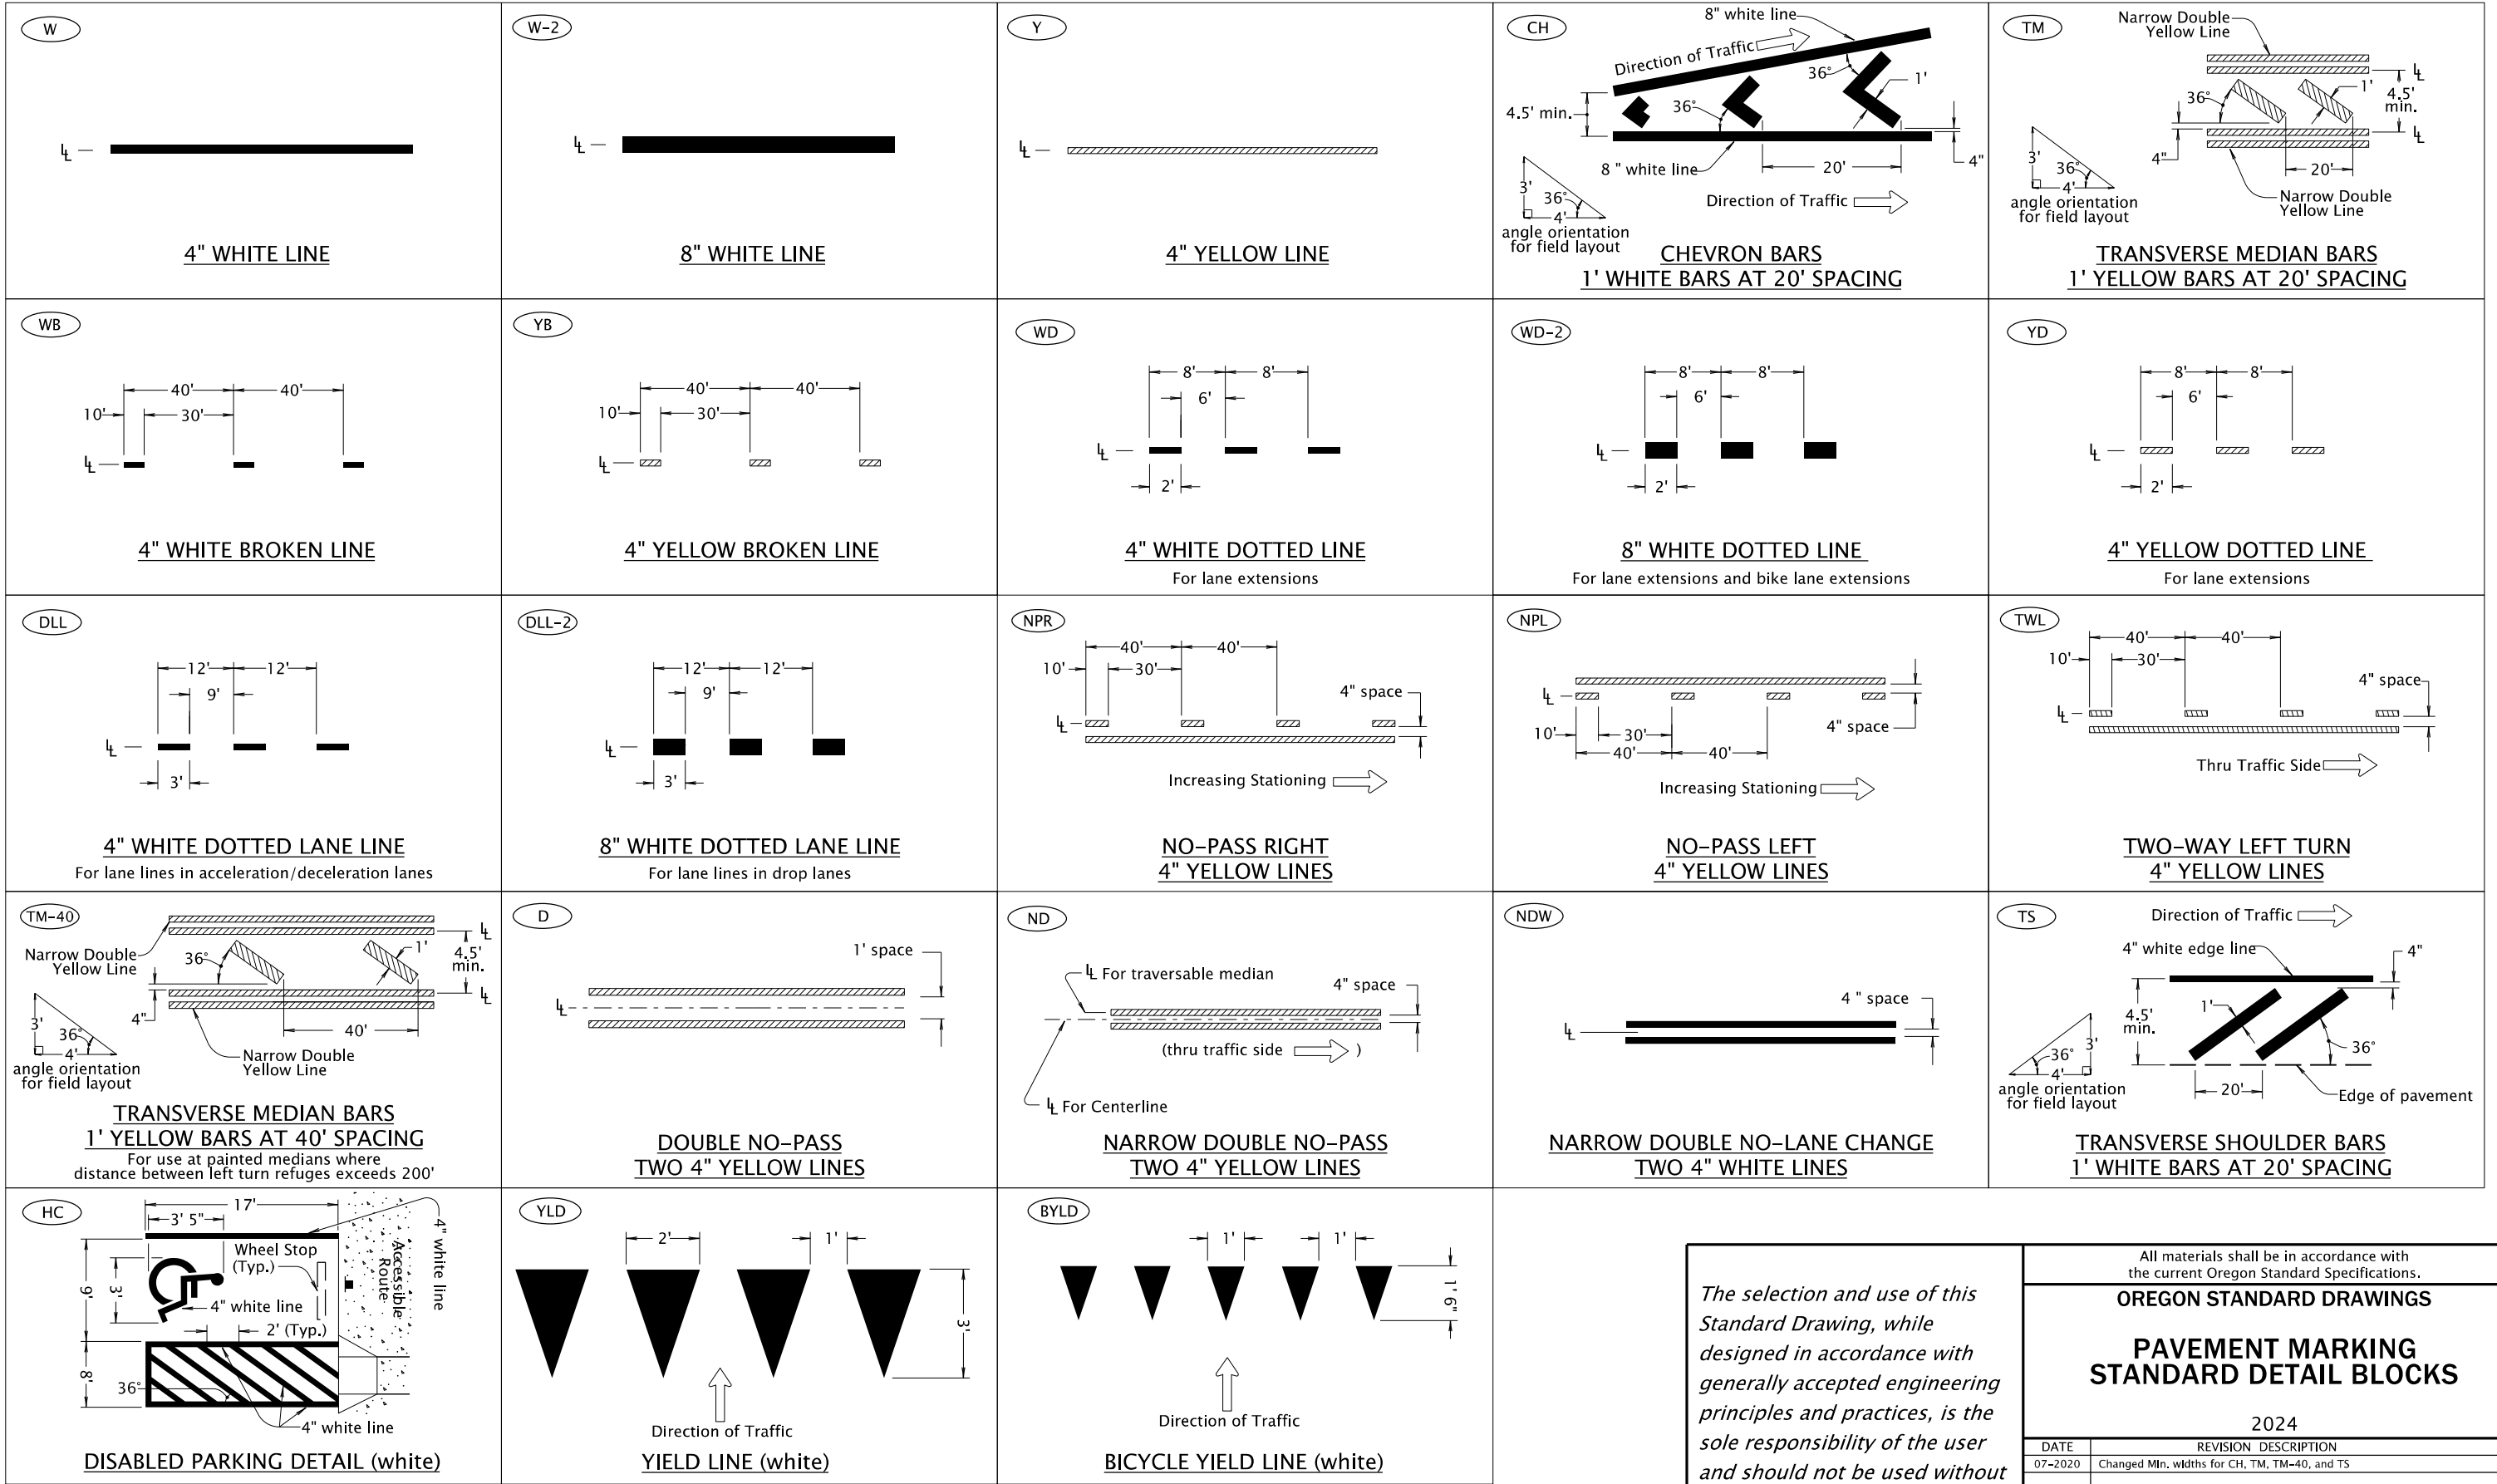 W
4" WHITE LINE
W-2
8" WHITE LINE
Y
4" YELLOW LINE
CH
8" white line
Direction of Traffic
36°
1'
4.5' min.
36°
4"
8 " white line
20'
3'
36°
4'
Direction of Traffic
angle orientation
for field layout
CHEVRON BARS
1' WHITE BARS AT 20' SPACING
TM
Narrow Double
Yellow Line
36°
1'
4.5'
min.
3'
4"
36°
20'
4'
angle orientation
for field layout
Narrow Double
Yellow Line
TRANSVERSE MEDIAN BARS
1' YELLOW BARS AT 20' SPACING
WB
40' 40'
10' 30'
4" WHITE BROKEN LINE
YB
40' 40'
10' 30'
4" YELLOW BROKEN LINE
WD
8' 8'
6'
2'
4" WHITE DOTTED LINE
For lane extensions
WD-2
8' 8'
6'
2'
8" WHITE DOTTED LINE
For lane extensions and bike lane extensions
YD
8' 8'
6'
2'
4" YELLOW DOTTED LINE
For lane extensions
DLL
12' 12'
9'
3'
4" WHITE DOTTED LANE LINE
For lane lines in acceleration/deceleration lanes
DLL-2
12' 12'
9'
3'
8" WHITE DOTTED LANE LINE
For lane lines in drop lanes
NPR
40' 40'
10' 30'
4" space
Increasing Stationing
NO-PASS RIGHT
4" YELLOW LINES
NPL
4" space
10' 30'
40' 40'
Increasing Stationing
NO-PASS LEFT
4" YELLOW LINES
TWL
40' 40'
10' 30'
4" space
Thru Traffic Side
TWO-WAY LEFT TURN
4" YELLOW LINES
TM-40
Narrow Double
Yellow Line
36°
1'
4.5'
min.
4"
3'
36°
40'
4'
angle orientation
for field layout
Narrow Double
Yellow Line
TRANSVERSE MEDIAN BARS
1' YELLOW BARS AT 40' SPACING
For use at painted medians where
distance between left turn refuges exceeds 200'
D
1' space
DOUBLE NO-PASS
TWO 4" YELLOW LINES
ND
For traversable median
4" space
(thru traffic side )
For Centerline
NARROW DOUBLE NO-PASS
TWO 4" YELLOW LINES
NDW
4 " space
NARROW DOUBLE NO-LANE CHANGE
TWO 4" WHITE LINES
TS
Direction of Traffic
4" white edge line
4"
1'
4.5'
min.
36°
3'
36°
4'
angle orientation
for field layout
20'
Edge of pavement
TRANSVERSE SHOULDER BARS
1' WHITE BARS AT 20' SPACING
HC
17'
3' 5"
4" white line
Accessible
Route
Wheel Stop
(Typ.)
9'
3'
4" white line
2' (Typ.)
8'
36°
4" white line
DISABLED PARKING DETAIL (white)
YLD
2' 1'
3'
Direction of Traffic
YIELD LINE (white)
BYLD
1' 1'
1' 6"
Direction of Traffic
BICYCLE YIELD LINE (white)
The selection and use of this
Standard Drawing, while
designed in accordance with
generally accepted engineering
principles and practices, is the
sole responsibility of the user
and should not be used without
All materials shall be in accordance with
the current Oregon Standard Specifications.
OREGON STANDARD DRAWINGS
PAVEMENT MARKING
STANDARD DETAIL BLOCKS
2024
DATE REVISION DESCRIPTION
07-2020 Changed Min. widths for CH, TM, TM-40, and TS